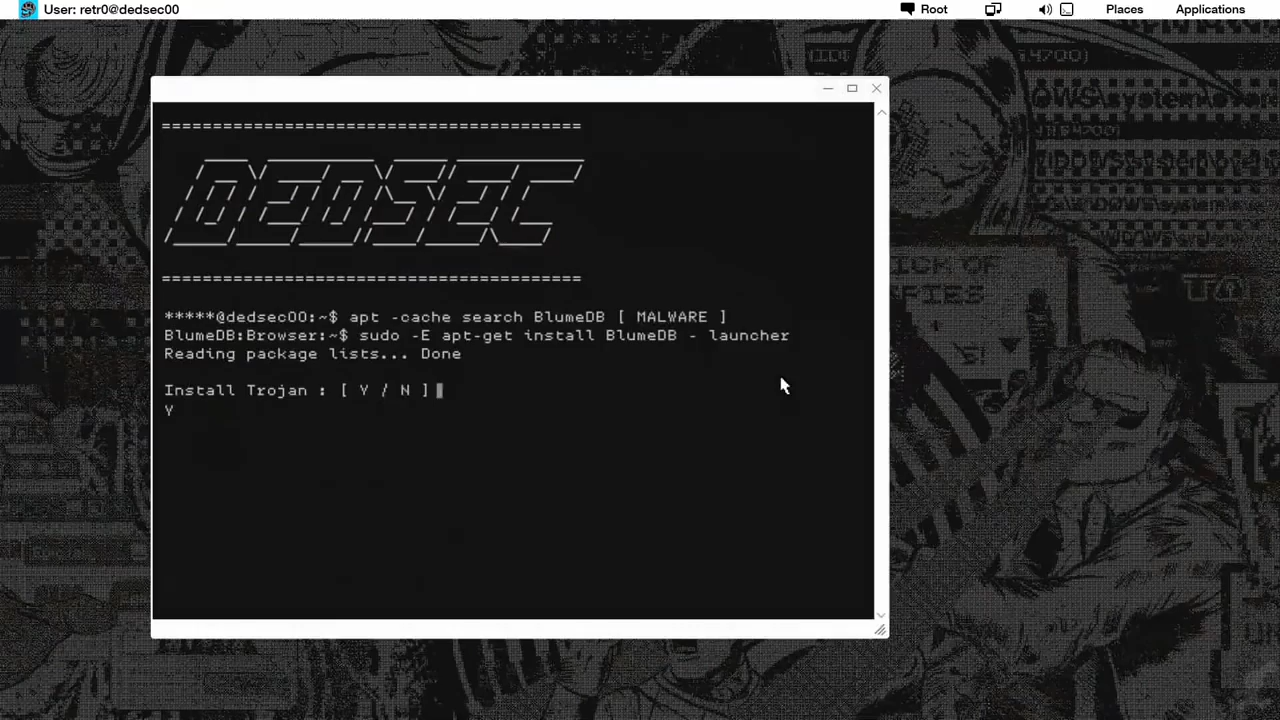 User: retr0@dedsec00
Root
Places
Applications
=========================================
DEDSEC
=========================================
*****@dedsec00:~$ apt -cache search BlumeDB [ MALWARE ]
BlumeDB:Browser:~$ sudo -E apt-get install BlumeDB - launcher
Reading package lists... Done
Install Trojan : [ Y / N ]
Y